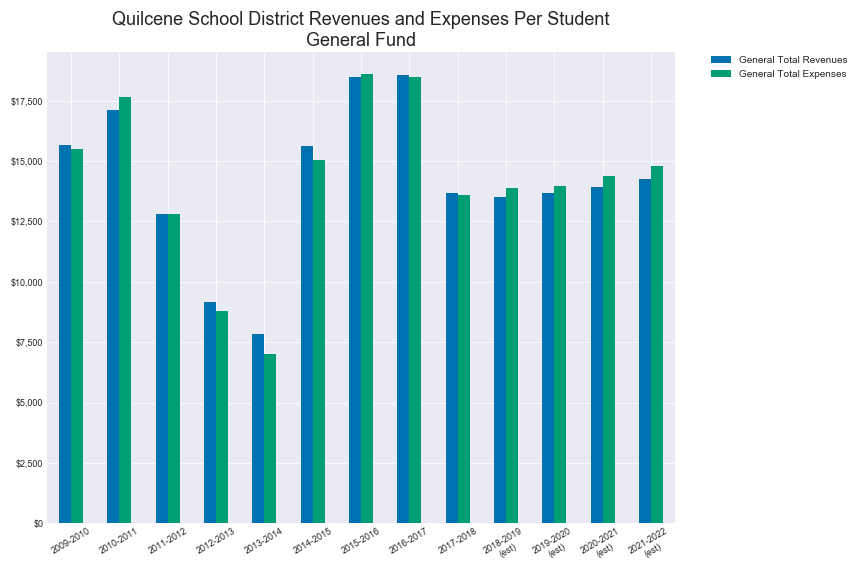 Quilcene School District Revenues and Expenses Per Student
General Fund
General Total Revenues
General Total Expenses
$17,500
$15,000
$12,500
$10,000
$7,500
$5,000
$2,500
$0
2009-2010
2010-2011
2011-2012
2012-2013
2013-2014
2014-2015
2015-2016
2016-2017
2017-2018
2018-2019
(est)
2019-2020
(est)
2020-2021
(est)
2021-2022
(est)